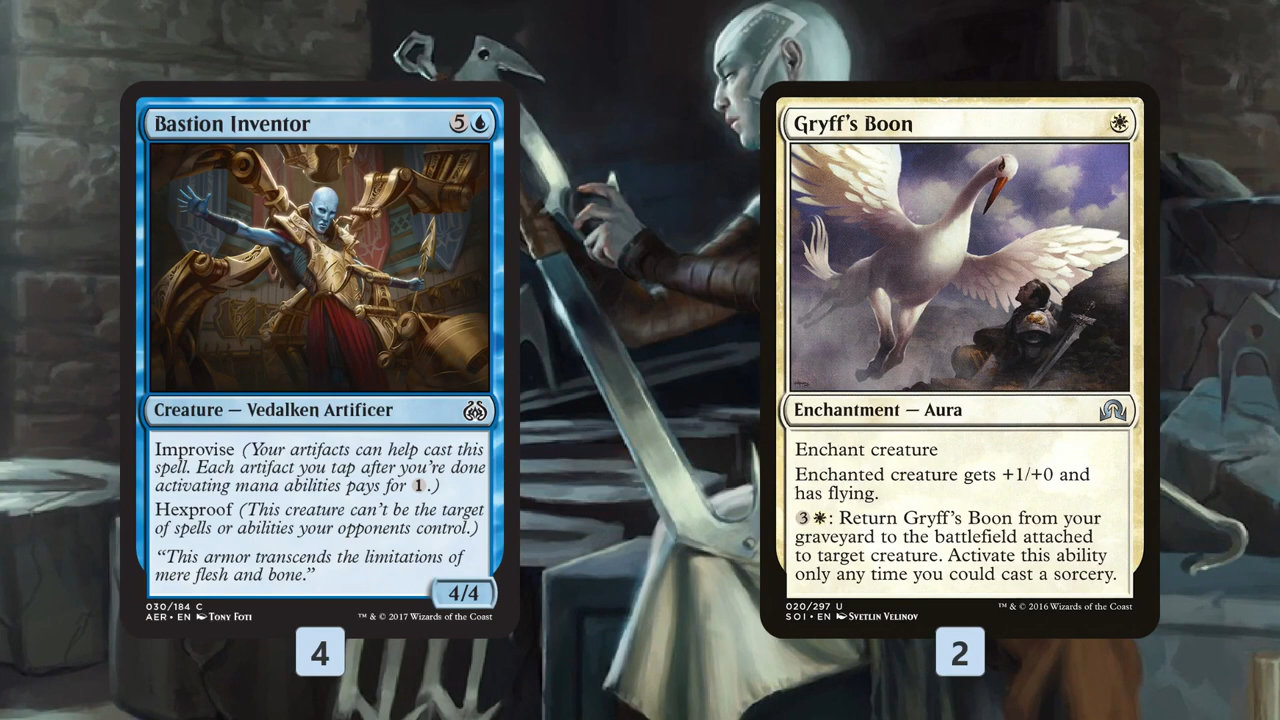 Bastion Inventor
5
Creature — Vedalken Artificer
Improvise (Your artifacts can help cast this
spell. Each artifact you tap after you're done
activating mana abilities pays for 1.)
Hexproof (This creature can't be the target
of spells or abilities your opponents control.)
"This armor transcends the limitations of
mere flesh and bone."
4/4
030/184 C
AER • EN Tony Foti
™ & © 2017 Wizards of the Coast
4
Gryff's Boon
Enchantment — Aura
Enchant creature
Enchanted creature gets +1/+0 and
has flying.
3: Return Gryff's Boon from your
graveyard to the battlefield attached
to target creature. Activate this ability
only any time you could cast a sorcery.
020/297 U
SOI • EN Svetlin Velinov
™ & © 2016 Wizards of the Coast
2